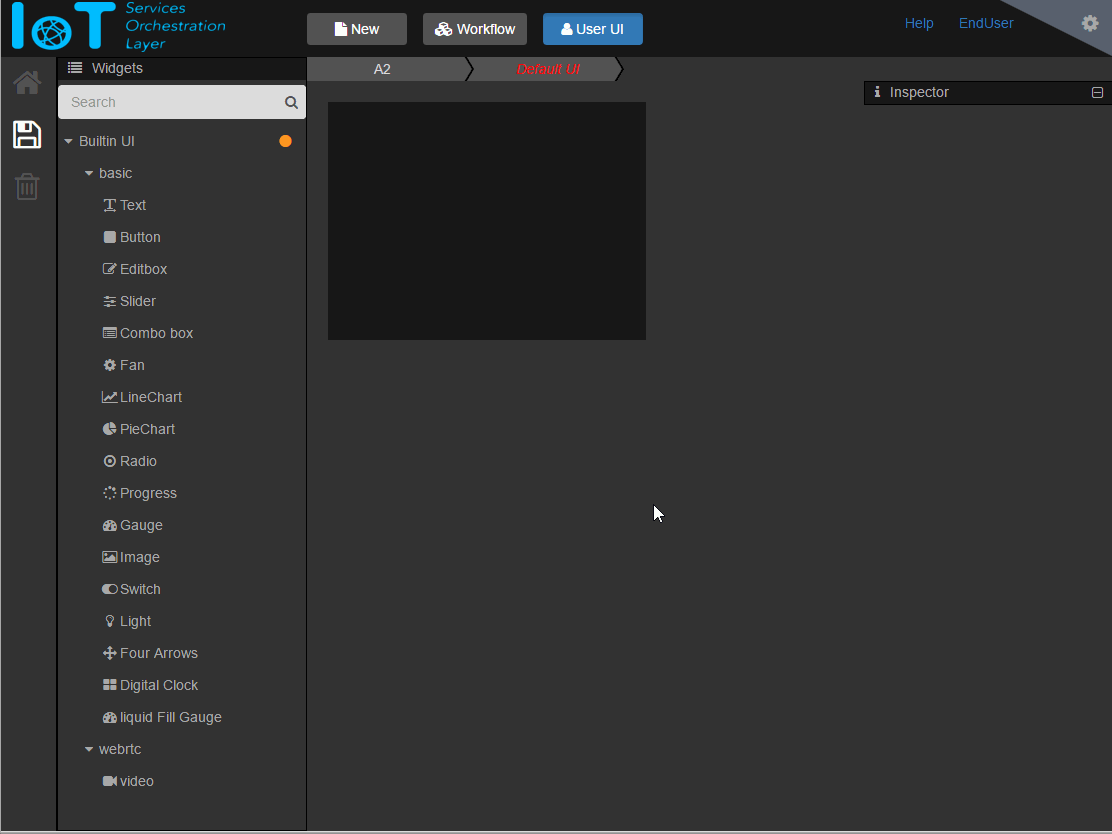 IoT
Services
Orchestration
Layer
New
Workflow
User UI
Help
EndUser
Widgets
A2
Default UI
Inspector
Search
Builtin UI
basic
Text
Button
Editbox
Slider
Combo box
Fan
LineChart
PieChart
Radio
Progress
Gauge
Image
Switch
Light
Four Arrows
Digital Clock
liquid Fill Gauge
webrtc
video